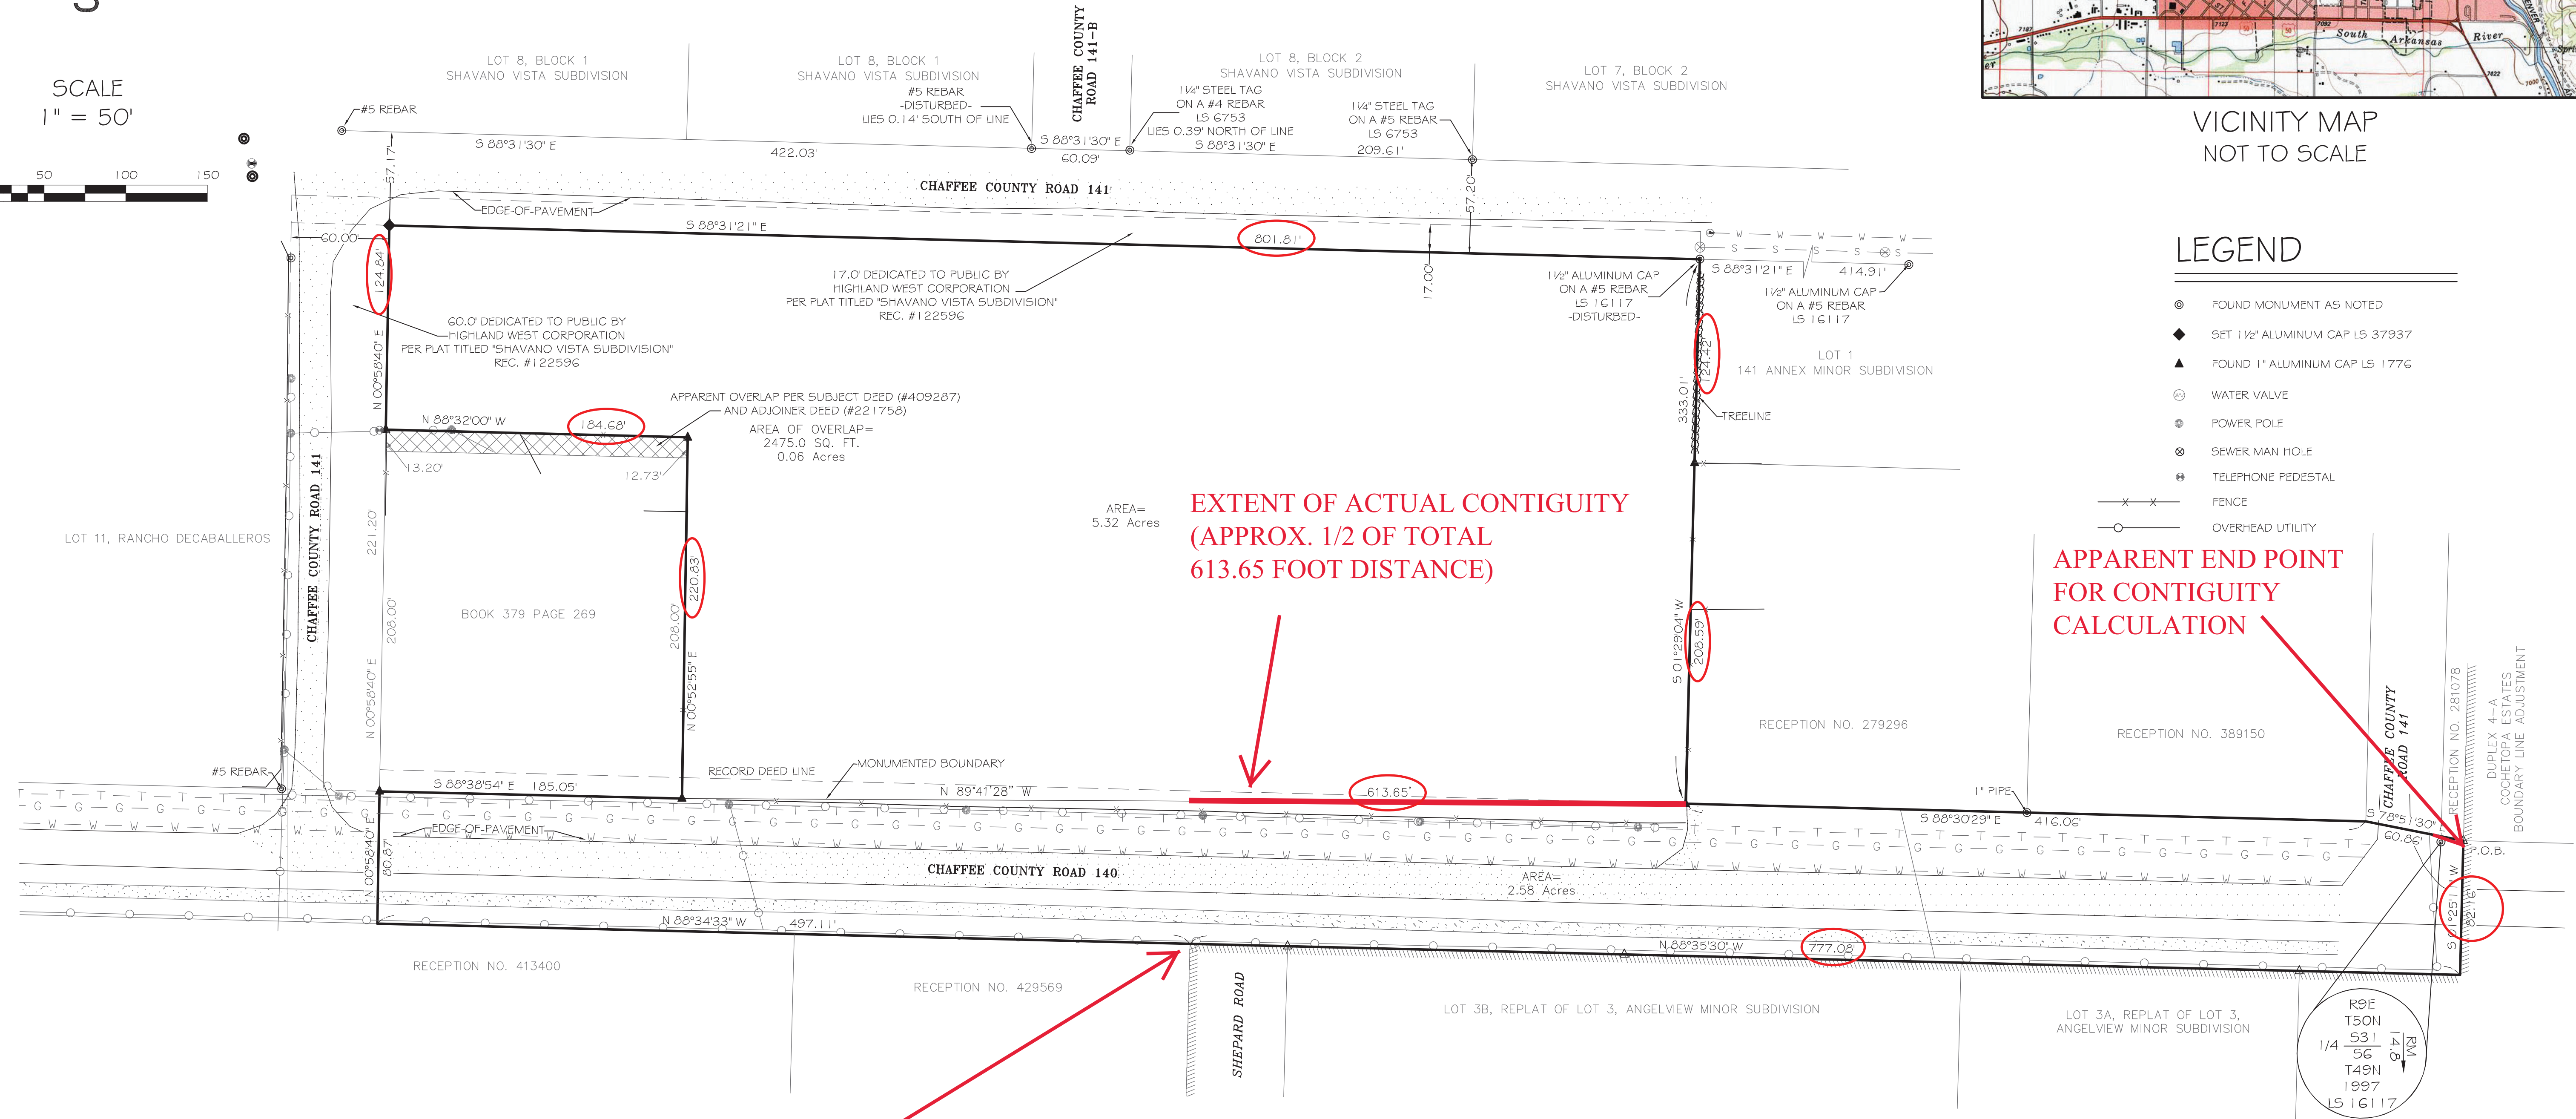 S
SCALE
1" = 50'
50 100 150
VICINITY MAP
NOT TO SCALE
South Arkansas River
7187
7123
7092
7022
7000
50
50
LOT 8, BLOCK 1
SHAVANO VISTA SUBDIVISION
LOT 8, BLOCK 1
SHAVANO VISTA SUBDIVISION
CHAFFEE COUNTY
ROAD 141-B
LOT 8, BLOCK 2
SHAVANO VISTA SUBDIVISION
LOT 7, BLOCK 2
SHAVANO VISTA SUBDIVISION
#5 REBAR
#5 REBAR
-DISTURBED-
LIES 0.14' SOUTH OF LINE
1¼" STEEL TAG
ON A #4 REBAR
LS 6753
LIES 0.39' NORTH OF LINE
1¼" STEEL TAG
ON A #5 REBAR
LS 6753
S 88°31'30" E
422.03'
S 88°31'30" E
60.09'
S 88°31'30" E
209.61'
57.17'
57.20'
CHAFFEE COUNTY ROAD 141
EDGE-OF-PAVEMENT
60.00'
S 88°31'21" E
801.81'
17.00'
124.84'
N 00°58'40" E
60.0' DEDICATED TO PUBLIC BY
HIGHLAND WEST CORPORATION
PER PLAT TITLED "SHAVANO VISTA SUBDIVISION"
REC. #122596
17.0' DEDICATED TO PUBLIC BY
HIGHLAND WEST CORPORATION
PER PLAT TITLED "SHAVANO VISTA SUBDIVISION"
REC. #122596
1½" ALUMINUM CAP
ON A #5 REBAR
LS 16117
-DISTURBED-
W W W W W
S S S S
S 88°31'21" E
414.91'
1½" ALUMINUM CAP
ON A #5 REBAR
LS 16117
LOT 1
141 ANNEX MINOR SUBDIVISION
124.42'
333.01'
TREELINE
LEGEND
FOUND MONUMENT AS NOTED
SET 1½" ALUMINUM CAP LS 37937
FOUND 1" ALUMINUM CAP LS 1776
WATER VALVE
POWER POLE
SEWER MAN HOLE
TELEPHONE PEDESTAL
FENCE
OVERHEAD UTILITY
APPARENT OVERLAP PER SUBJECT DEED (#409287)
AND ADJOINER DEED (#221758)
AREA OF OVERLAP=
2475.0 SQ. FT.
0.06 Acres
N 88°32'00" W
184.68'
13.20'
12.73'
AREA=
5.32 Acres
EXTENT OF ACTUAL CONTIGUITY
(APPROX. 1/2 OF TOTAL
613.65 FOOT DISTANCE)
APPARENT END POINT
FOR CONTIGUITY
CALCULATION
LOT 11, RANCHO DECABALLEROS
CHAFFEE COUNTY ROAD 141
221.20'
208.00'
N 00°58'40" E
BOOK 379 PAGE 269
220.83'
208.00'
N 00°52'55" E
S 01°29'04" W
208.59'
RECEPTION NO. 279296
RECEPTION NO. 389150
CHAFFEE COUNTY
ROAD 141
RECEPTION NO. 281078
DUPLEX 4-A
COCHETOPA ESTATES
BOUNDARY LINE ADJUSTMENT
#5 REBAR
S 88°38'54" E 185.05'
RECORD DEED LINE
MONUMENTED BOUNDARY
N 89°41'28" W
613.65'
1" PIPE
S 88°30'29" E 416.06'
S 78°51'30" E
60.86'
P.O.B.
EDGE-OF-PAVEMENT
N 00°58'40" E
80.87'
CHAFFEE COUNTY ROAD 140
AREA=
2.58 Acres
82.16'
N 88°34'33" W 497.11'
N 88°35'30" W 777.08'
RECEPTION NO. 413400
RECEPTION NO. 429569
SHEPARD ROAD
LOT 3B, REPLAT OF LOT 3, ANGELVIEW MINOR SUBDIVISION
LOT 3A, REPLAT OF LOT 3,
ANGELVIEW MINOR SUBDIVISION
R9E
T50N
1/4 S31
S6
T49N
1997
LS 16117
RM
14.8